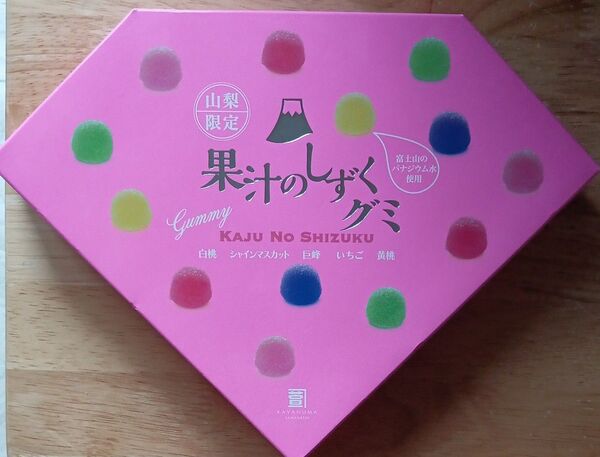 山梨
限定
富士山の
バナジウム水
使用
果汁のしずく
グミ
Gummy
KAJU NO SHIZUKU
白桃 シャインマスカット 巨峰 いちご 黄桃
KAYANUMA